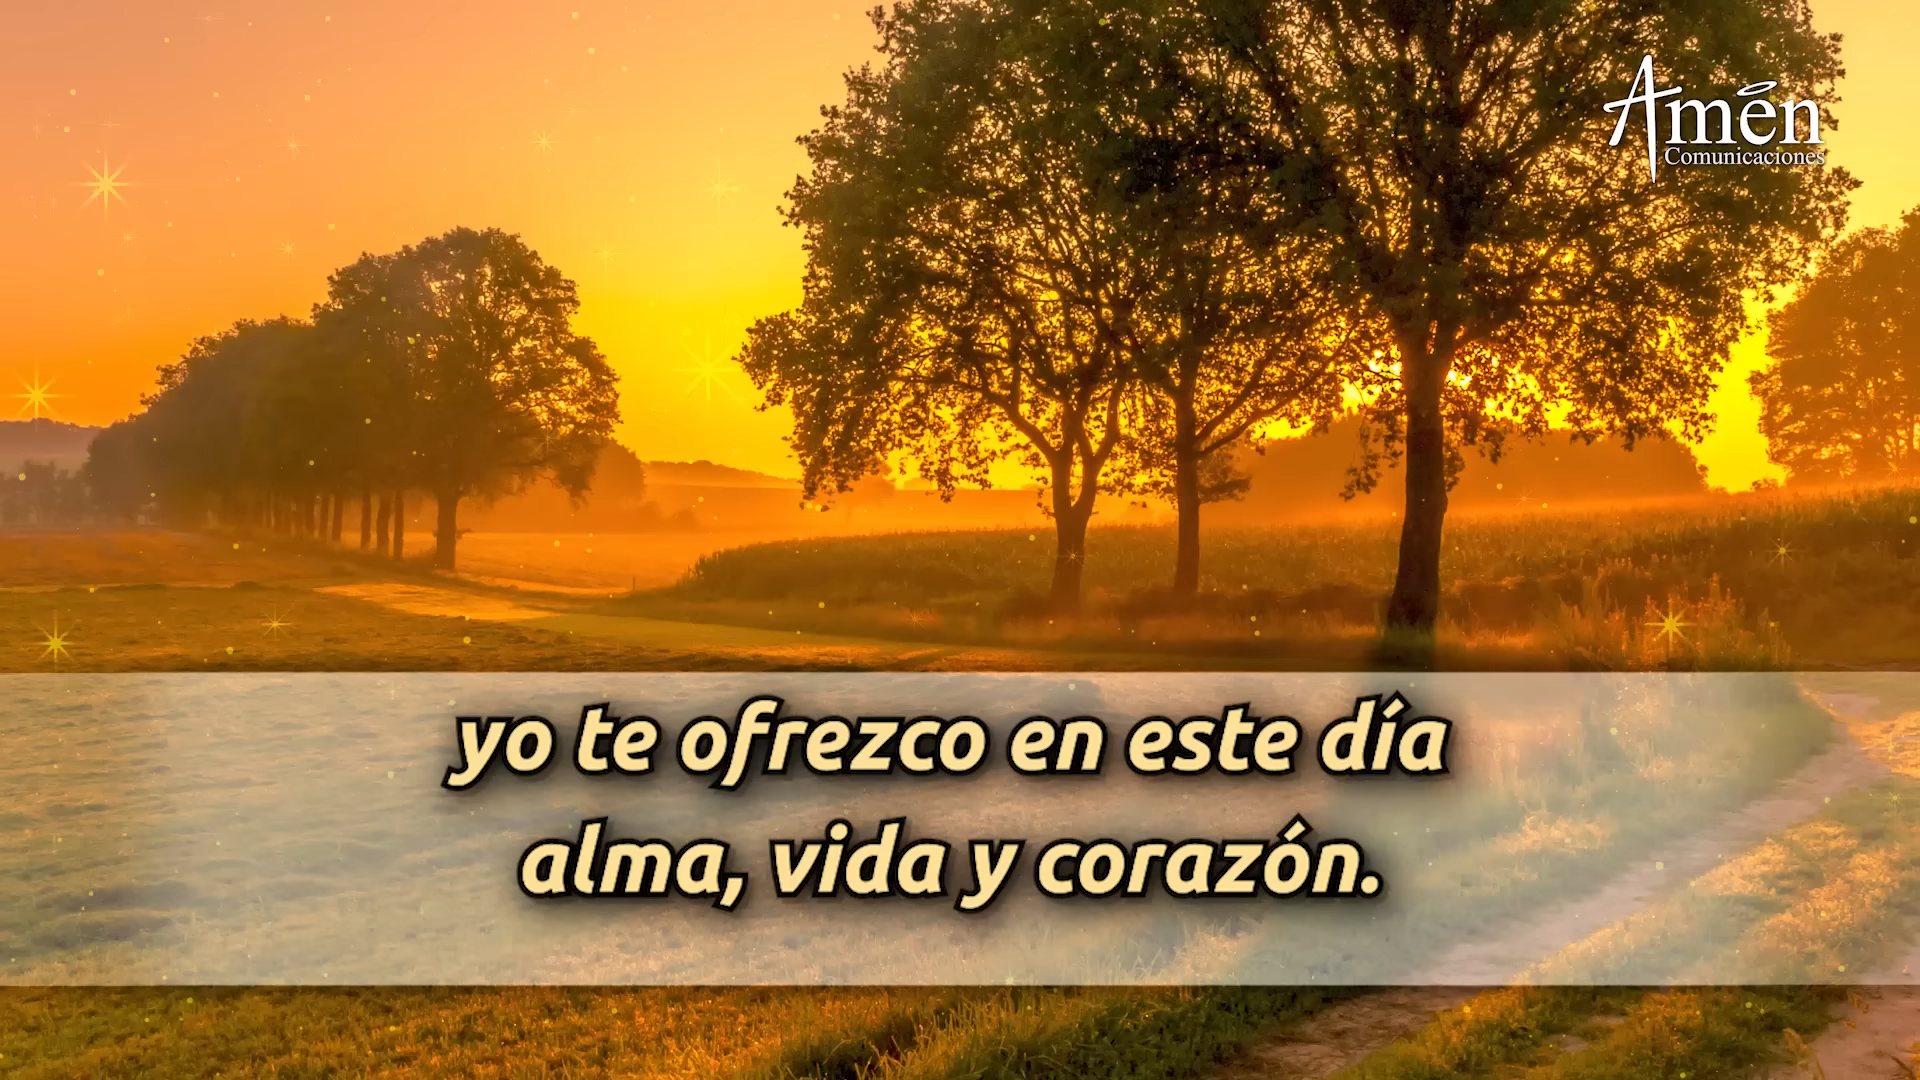 Amén
Comunicaciones
yo te ofrezco en este día
alma, vida y corazón.